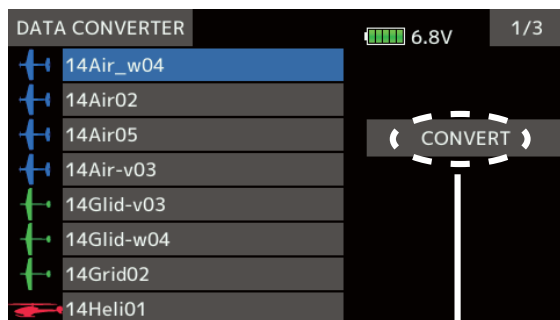 DATA CONVERTER
6.8V
1/3
14Air_w04
14Air02
14Air05
CONVERT
14Air-v03
14Glid-v03
14Glid-w04
14Grid02
14Heli01